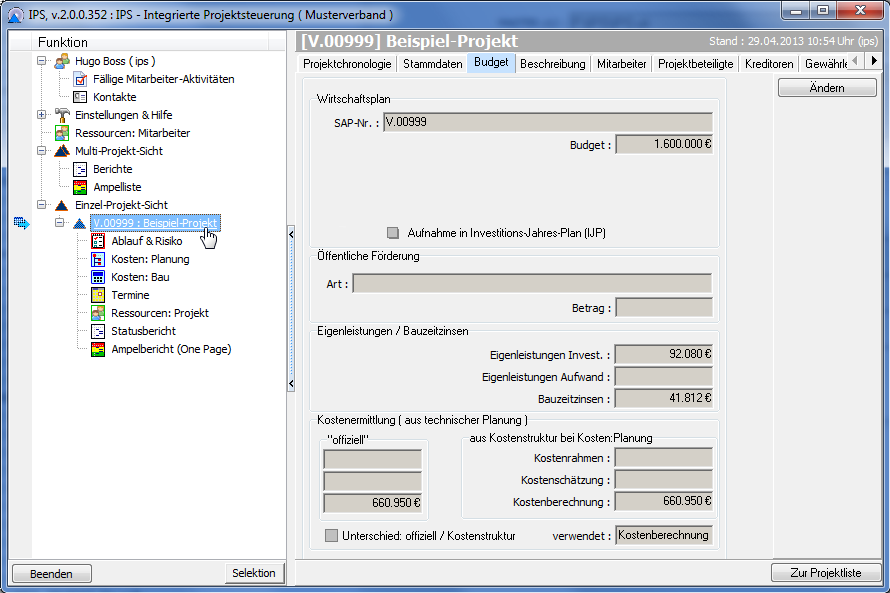 IPS, v.2.0.0.352 : IPS - Integrierte Projektsteuerung ( Musterverband )
Funktion
Hugo Boss ( ips )
Fällige Mitarbeiter-Aktivitäten
Kontakte
Einstellungen & Hilfe
Ressourcen: Mitarbeiter
Multi-Projekt-Sicht
Berichte
Ampelliste
Einzel-Projekt-Sicht
V.00999 : Beispiel-Projekt
Ablauf & Risiko
Kosten: Planung
Kosten: Bau
Termine
Ressourcen: Projekt
Statusbericht
Ampelbericht (One Page)
Beenden
Selektion
[V.00999] Beispiel-Projekt
Stand : 29.04.2013 10:54 Uhr (ips)
Projektchronologie Stammdaten Budget Beschreibung Mitarbeiter Projektbeteiligte Kreditoren Gewährle
Ändern
Wirtschaftsplan
SAP-Nr. : V.00999
Budget : 1.600.000 €
Aufnahme in Investitions-Jahres-Plan (IJP)
Öffentliche Förderung
Art :
Betrag :
Eigenleistungen / Bauzeitzinsen
Eigenleistungen Invest. : 92.080 €
Eigenleistungen Aufwand :
Bauzeitzinsen : 41.812 €
Kostenermittlung ( aus technischer Planung )
"offiziell"
660.950 €
aus Kostenstruktur bei Kosten:Planung
Kostenrahmen :
Kostenschätzung :
Kostenberechnung : 660.950 €
Unterschied: offiziell / Kostenstruktur
verwendet : Kostenberechnung
Zur Projektliste